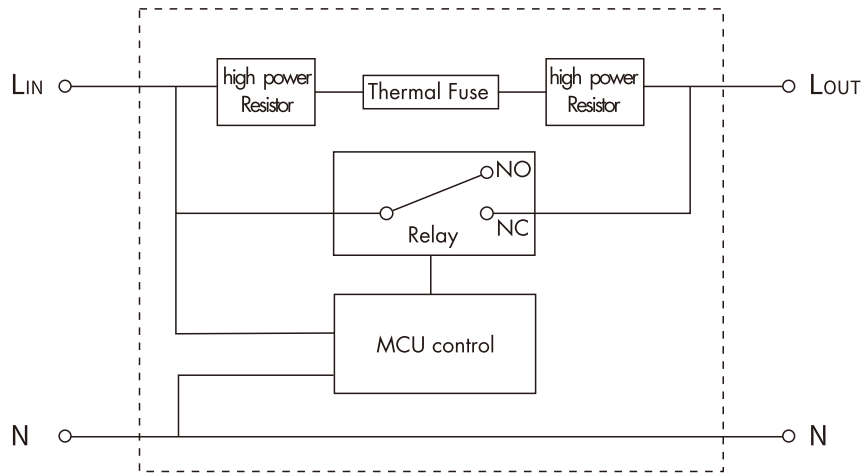 LIN
high power
Resistor
Thermal Fuse
high power
Resistor
LOUT
NO
NC
Relay
MCU control
N
N